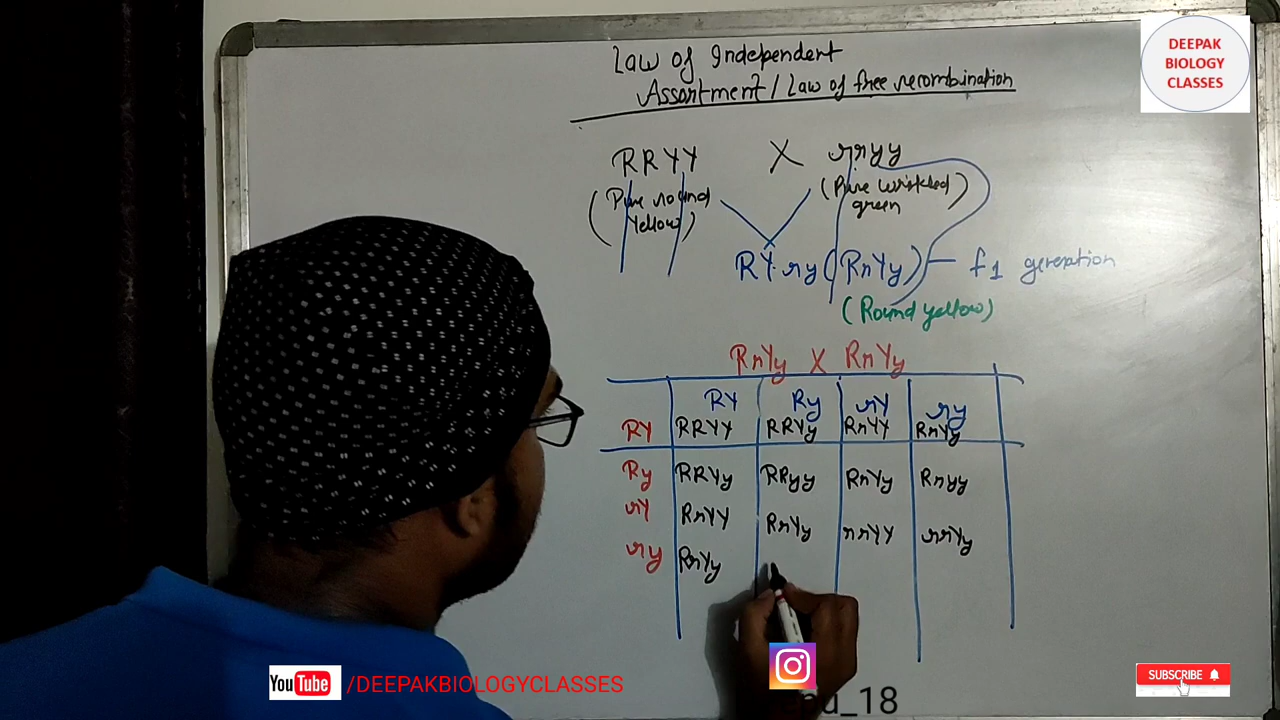 Law of Independent
Assortment / Law of free recombination
DEEPAK
BIOLOGY
CLASSES
RRYY X rryy
(Pure round
yellow)
(Pure wrinkled
green
)
RY ry (RrYy) – f1 generation
(Round yellow)
RrYy X RrYy
RY Ry rY ry
RY RRYY RRYy RrYY RrYy
Ry RRYy RRyy RrYy Rryy
rY RrYY RrYy rrYY rrYy
ry RrYy
YouTube /DEEPAKBIOLOGYCLASSES
_18
SUBSCRIBE